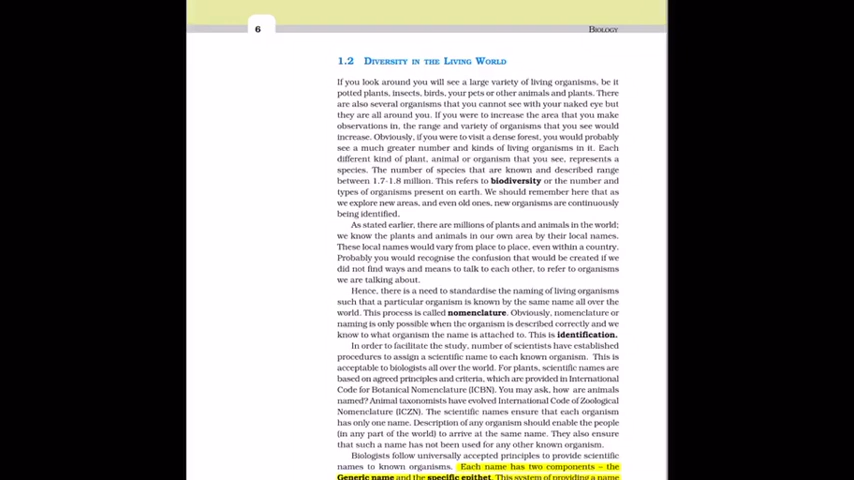 6
BIOLOGY
1.2 DIVERSITY IN THE LIVING WORLD
If you look around you will see a large variety of living organisms, be it
potted plants, insects, birds, your pets or other animals and plants. There
are also several organisms that you cannot see with your naked eye but
they are all around you. If you were to increase the area that you make
observations in, the range and variety of organisms that you see would
increase. Obviously, if you were to visit a dense forest, you would probably
see a much greater number and kinds of living organisms in it. Each
different kind of plant, animal or organism that you see, represents a
species. The number of species that are known and described range
between 1.7-1.8 million. This refers to biodiversity or the number and
types of organisms present on earth. We should remember here that as
we explore new areas, and even old ones, new organisms are continuously
being identified.
As stated earlier, there are millions of plants and animals in the world;
we know the plants and animals in our own area by their local names.
These local names would vary from place to place, even within a country.
Probably you would recognise the confusion that would be created if we
did not find ways and means to talk to each other, to refer to organisms
we are talking about.
Hence, there is a need to standardise the naming of living organisms
such that a particular organism is known by the same name all over the
world. This process is called nomenclature. Obviously, nomenclature or
naming is only possible when the organism is described correctly and we
know to what organism the name is attached to. This is identification.
In order to facilitate the study, number of scientists have established
procedures to assign a scientific name to each known organism. This is
acceptable to biologists all over the world. For plants, scientific names are
based on agreed principles and criteria, which are provided in International
Code for Botanical Nomenclature (ICBN). You may ask, how are animals
named? Animal taxonomists have evolved International Code of Zoological
Nomenclature (ICZN). The scientific names ensure that each organism
has only one name. Description of any organism should enable the people
(in any part of the world) to arrive at the same name. They also ensure
that such a name has not been used for any other known organism.
Biologists follow universally accepted principles to provide scientific
names to known organisms. Each name has two components – the
Generic name and the specific epithet. This system of providing a name